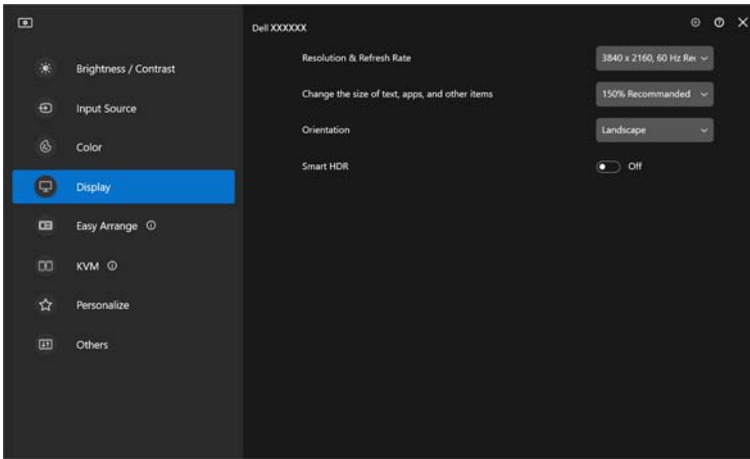 Dell XXXXXX
Brightness / Contrast
Input Source
Color
Display
Easy Arrange
KVM
Personalize
Others
Resolution & Refresh Rate
3840 x 2160, 60 Hz
Change the size of text, apps, and other items
150% Recommanded
Orientation
Landscape
Smart HDR
Off